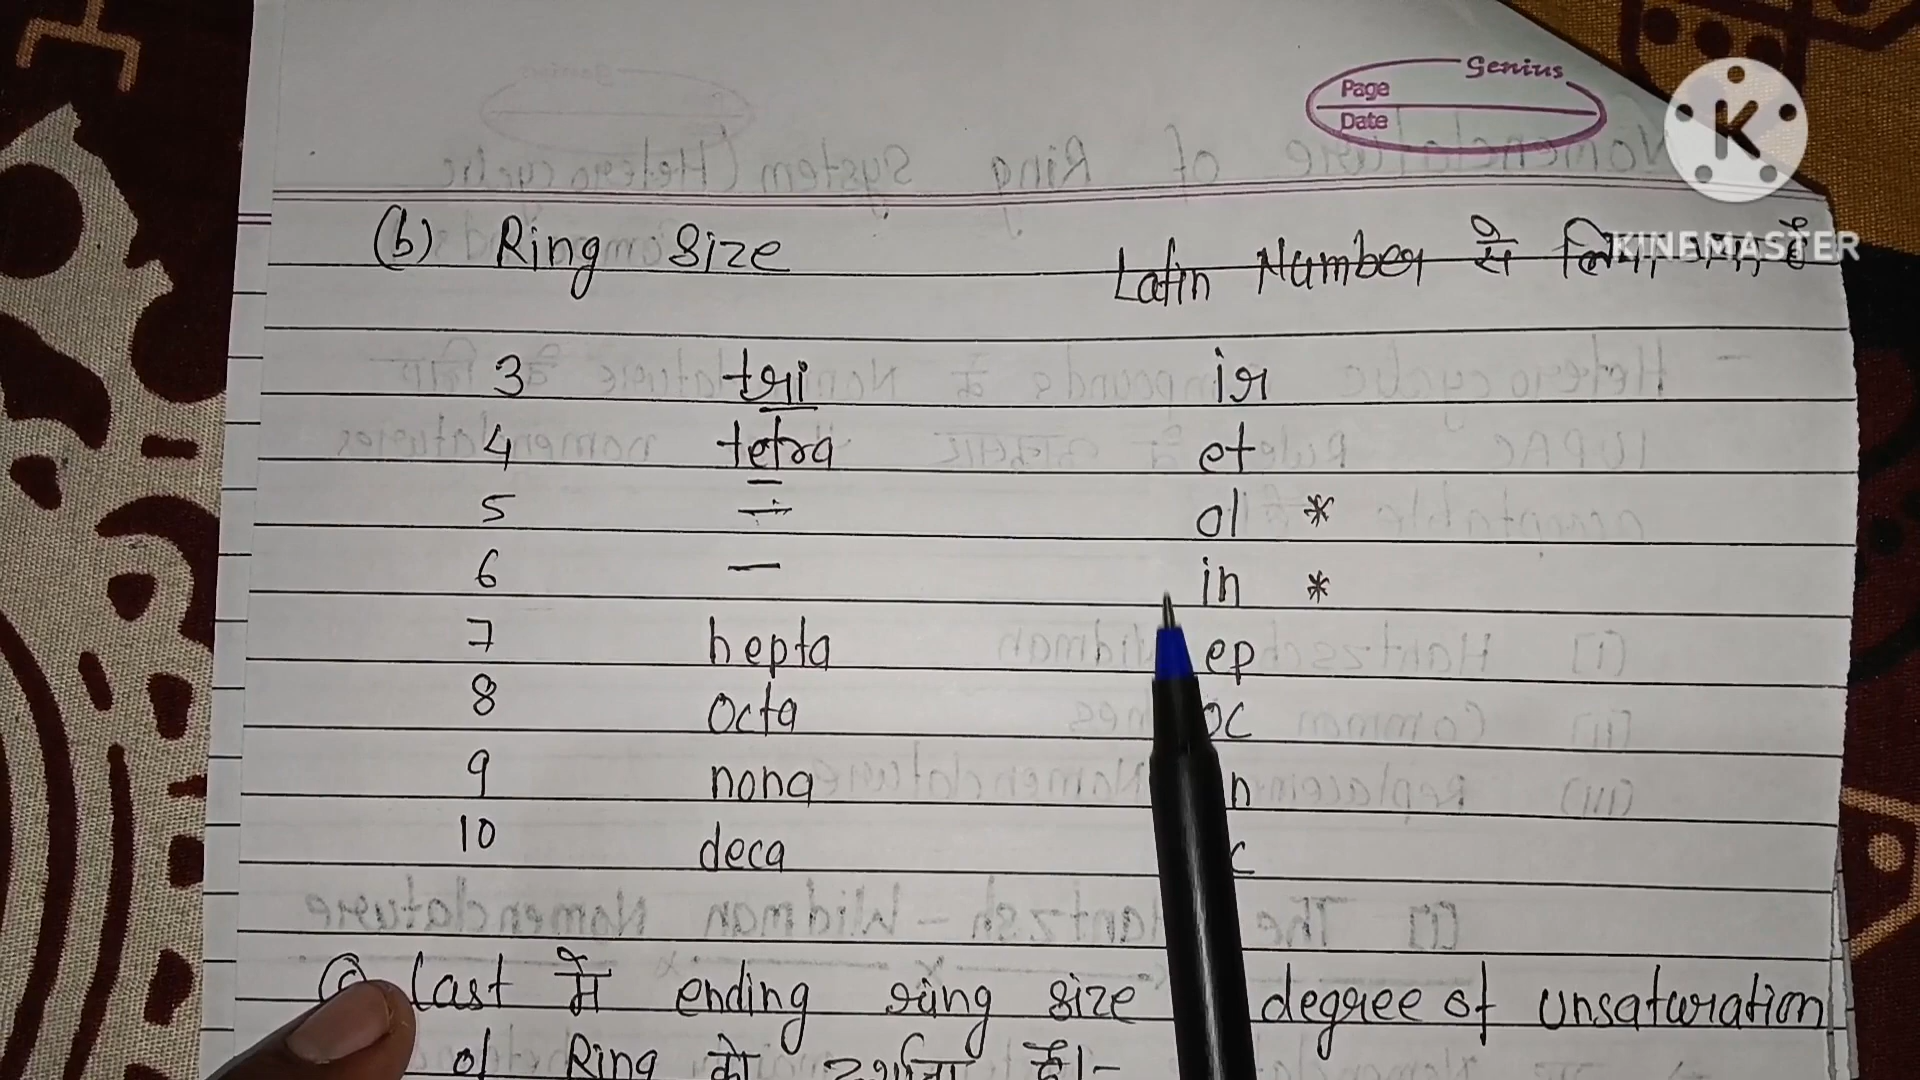 Genius
Page
Date
KINEMASTER
(b) Ring Size Latin Number से लिया जाता है
3 tri ir
4 tetra et
5 — ol *
6 — in *
7 hepta ep
8 octa oc
9 nona n
10 deca c
(c) last में ending ring size degree of unsaturation
of Ring को दर्शाता है।-